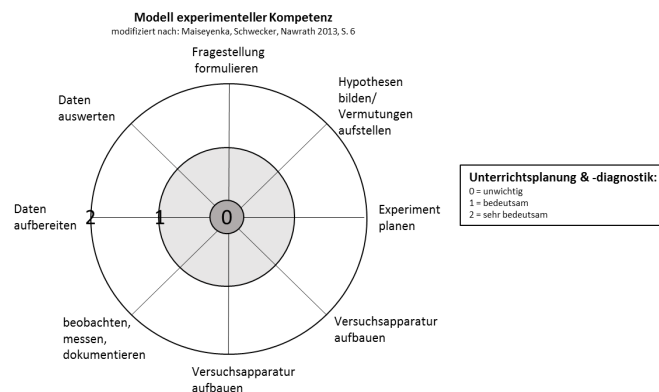 Modell experimenteller Kompetenz
modifiziert nach: Maiseyenka, Schwecker, Nawrath 2013, S. 6
Fragestellung
formulieren
Hypothesen
bilden/
Vermutungen
aufstellen
Experiment
planen
Versuchsapparatur
aufbauen
Versuchsapparatur
aufbauen
beobachten,
messen,
dokumentieren
Daten
aufbereiten
Daten
auswerten
2 1 0
Unterrichtsplanung & -diagnostik:
0 = unwichtig
1 = bedeutsam
2 = sehr bedeutsam